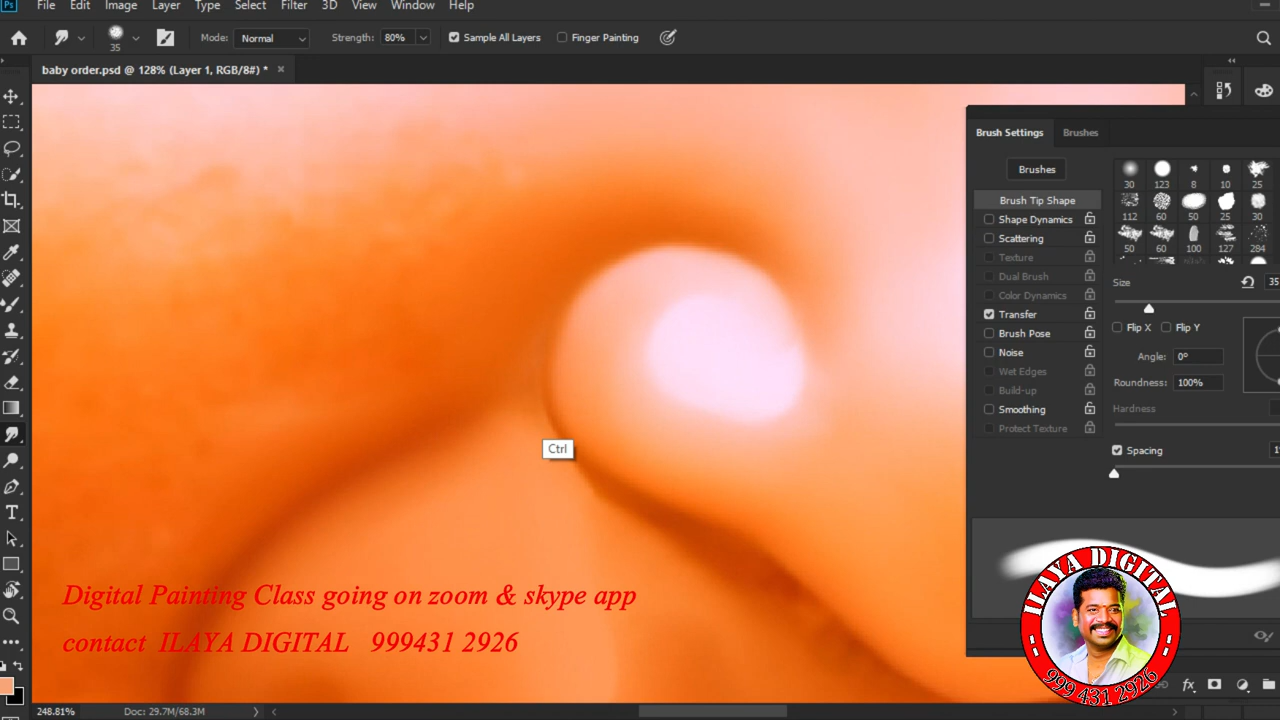 Ps File Edit Image Layer Type Select Filter 3D View Window Help
35 Mode: Normal Strength: 80% Sample All Layers Finger Painting
baby order.psd @ 128% (Layer 1, RGB/8#) * ×
Brush Settings Brushes
Brushes
30 123 8 10 25
Brush Tip Shape
112 60 50 25 30
Shape Dynamics
Scattering
50 60 100 127 284
Texture
Dual Brush
Color Dynamics
Size 35
Transfer
Flip X Flip Y
Brush Pose
Noise
Angle: 0°
Wet Edges
Build-up
Roundness: 100%
Smoothing
Hardness
Protect Texture
Ctrl
Spacing
ILAYA DIGITAL
999 431 2926
Digital Painting Class going on zoom & skype app
contact ILAYA DIGITAL 999431 2926
248.81% Doc: 29.7M/68.3M